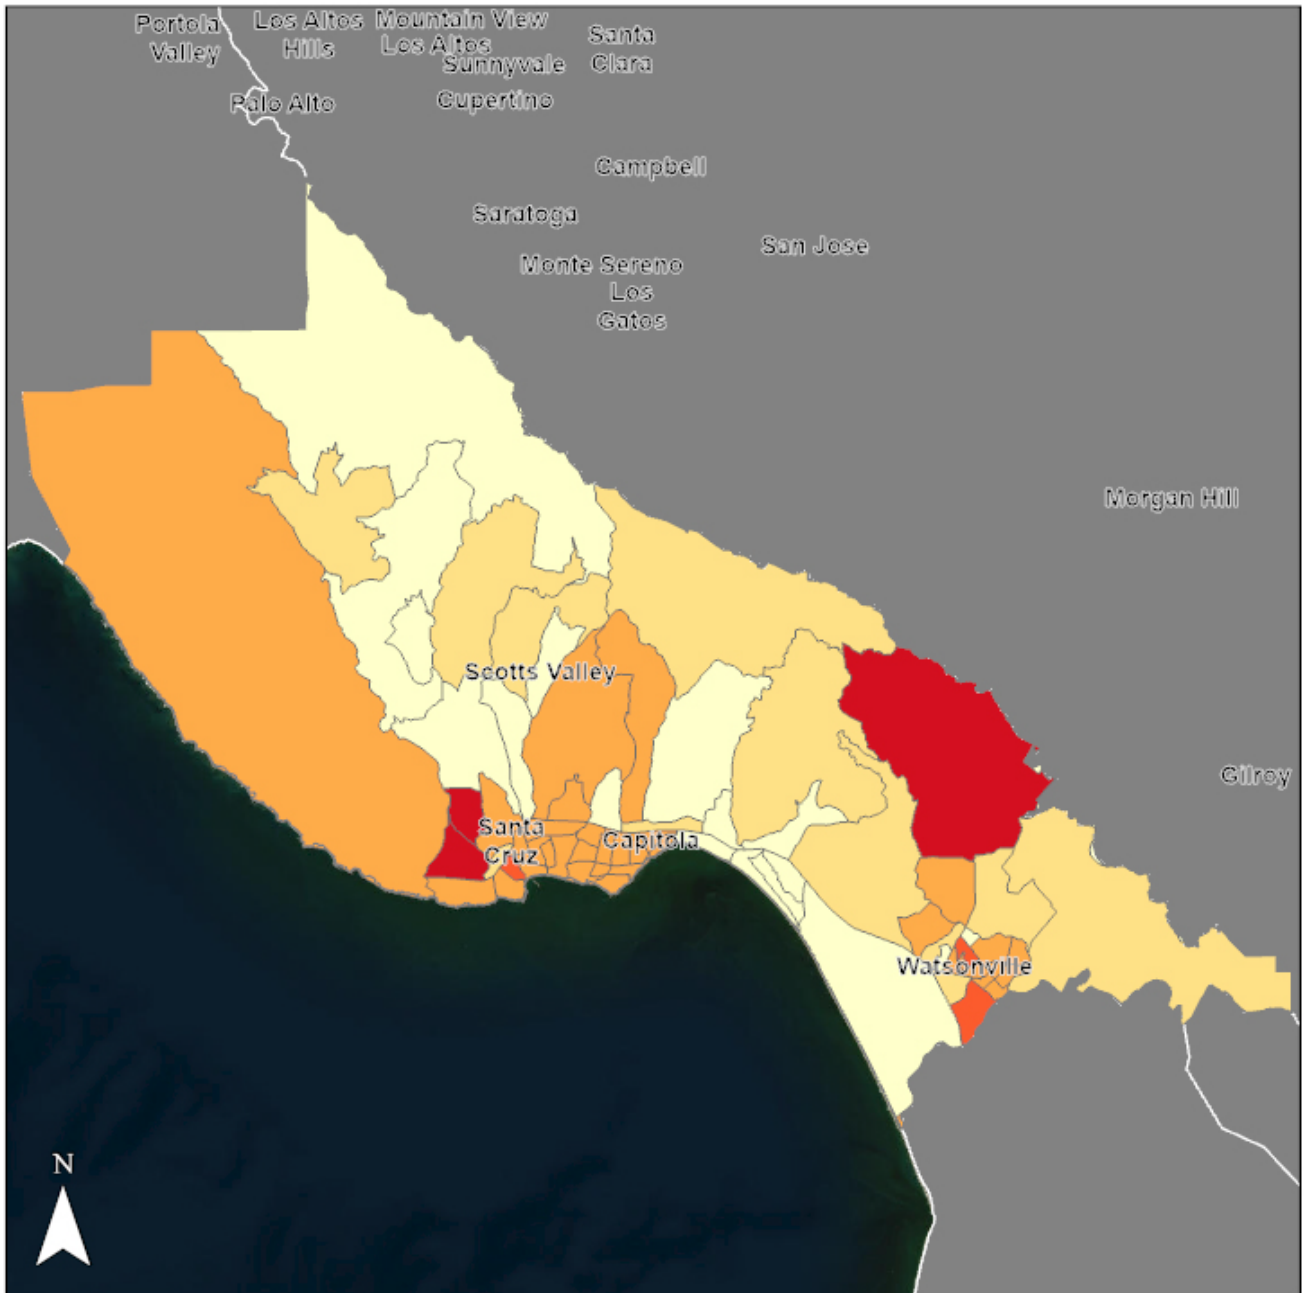 Portola
Valley
Los Altos
Hills
Mountain View
Los Altos
Sunnyvale
Cupertino
Santa
Clara
Palo Alto
Campbell
Saratoga
San Jose
Monte Sereno
Los
Gatos
Morgan Hill
Scotts Valley
Gilroy
Santa
Cruz
Capitola
Watsonville
N